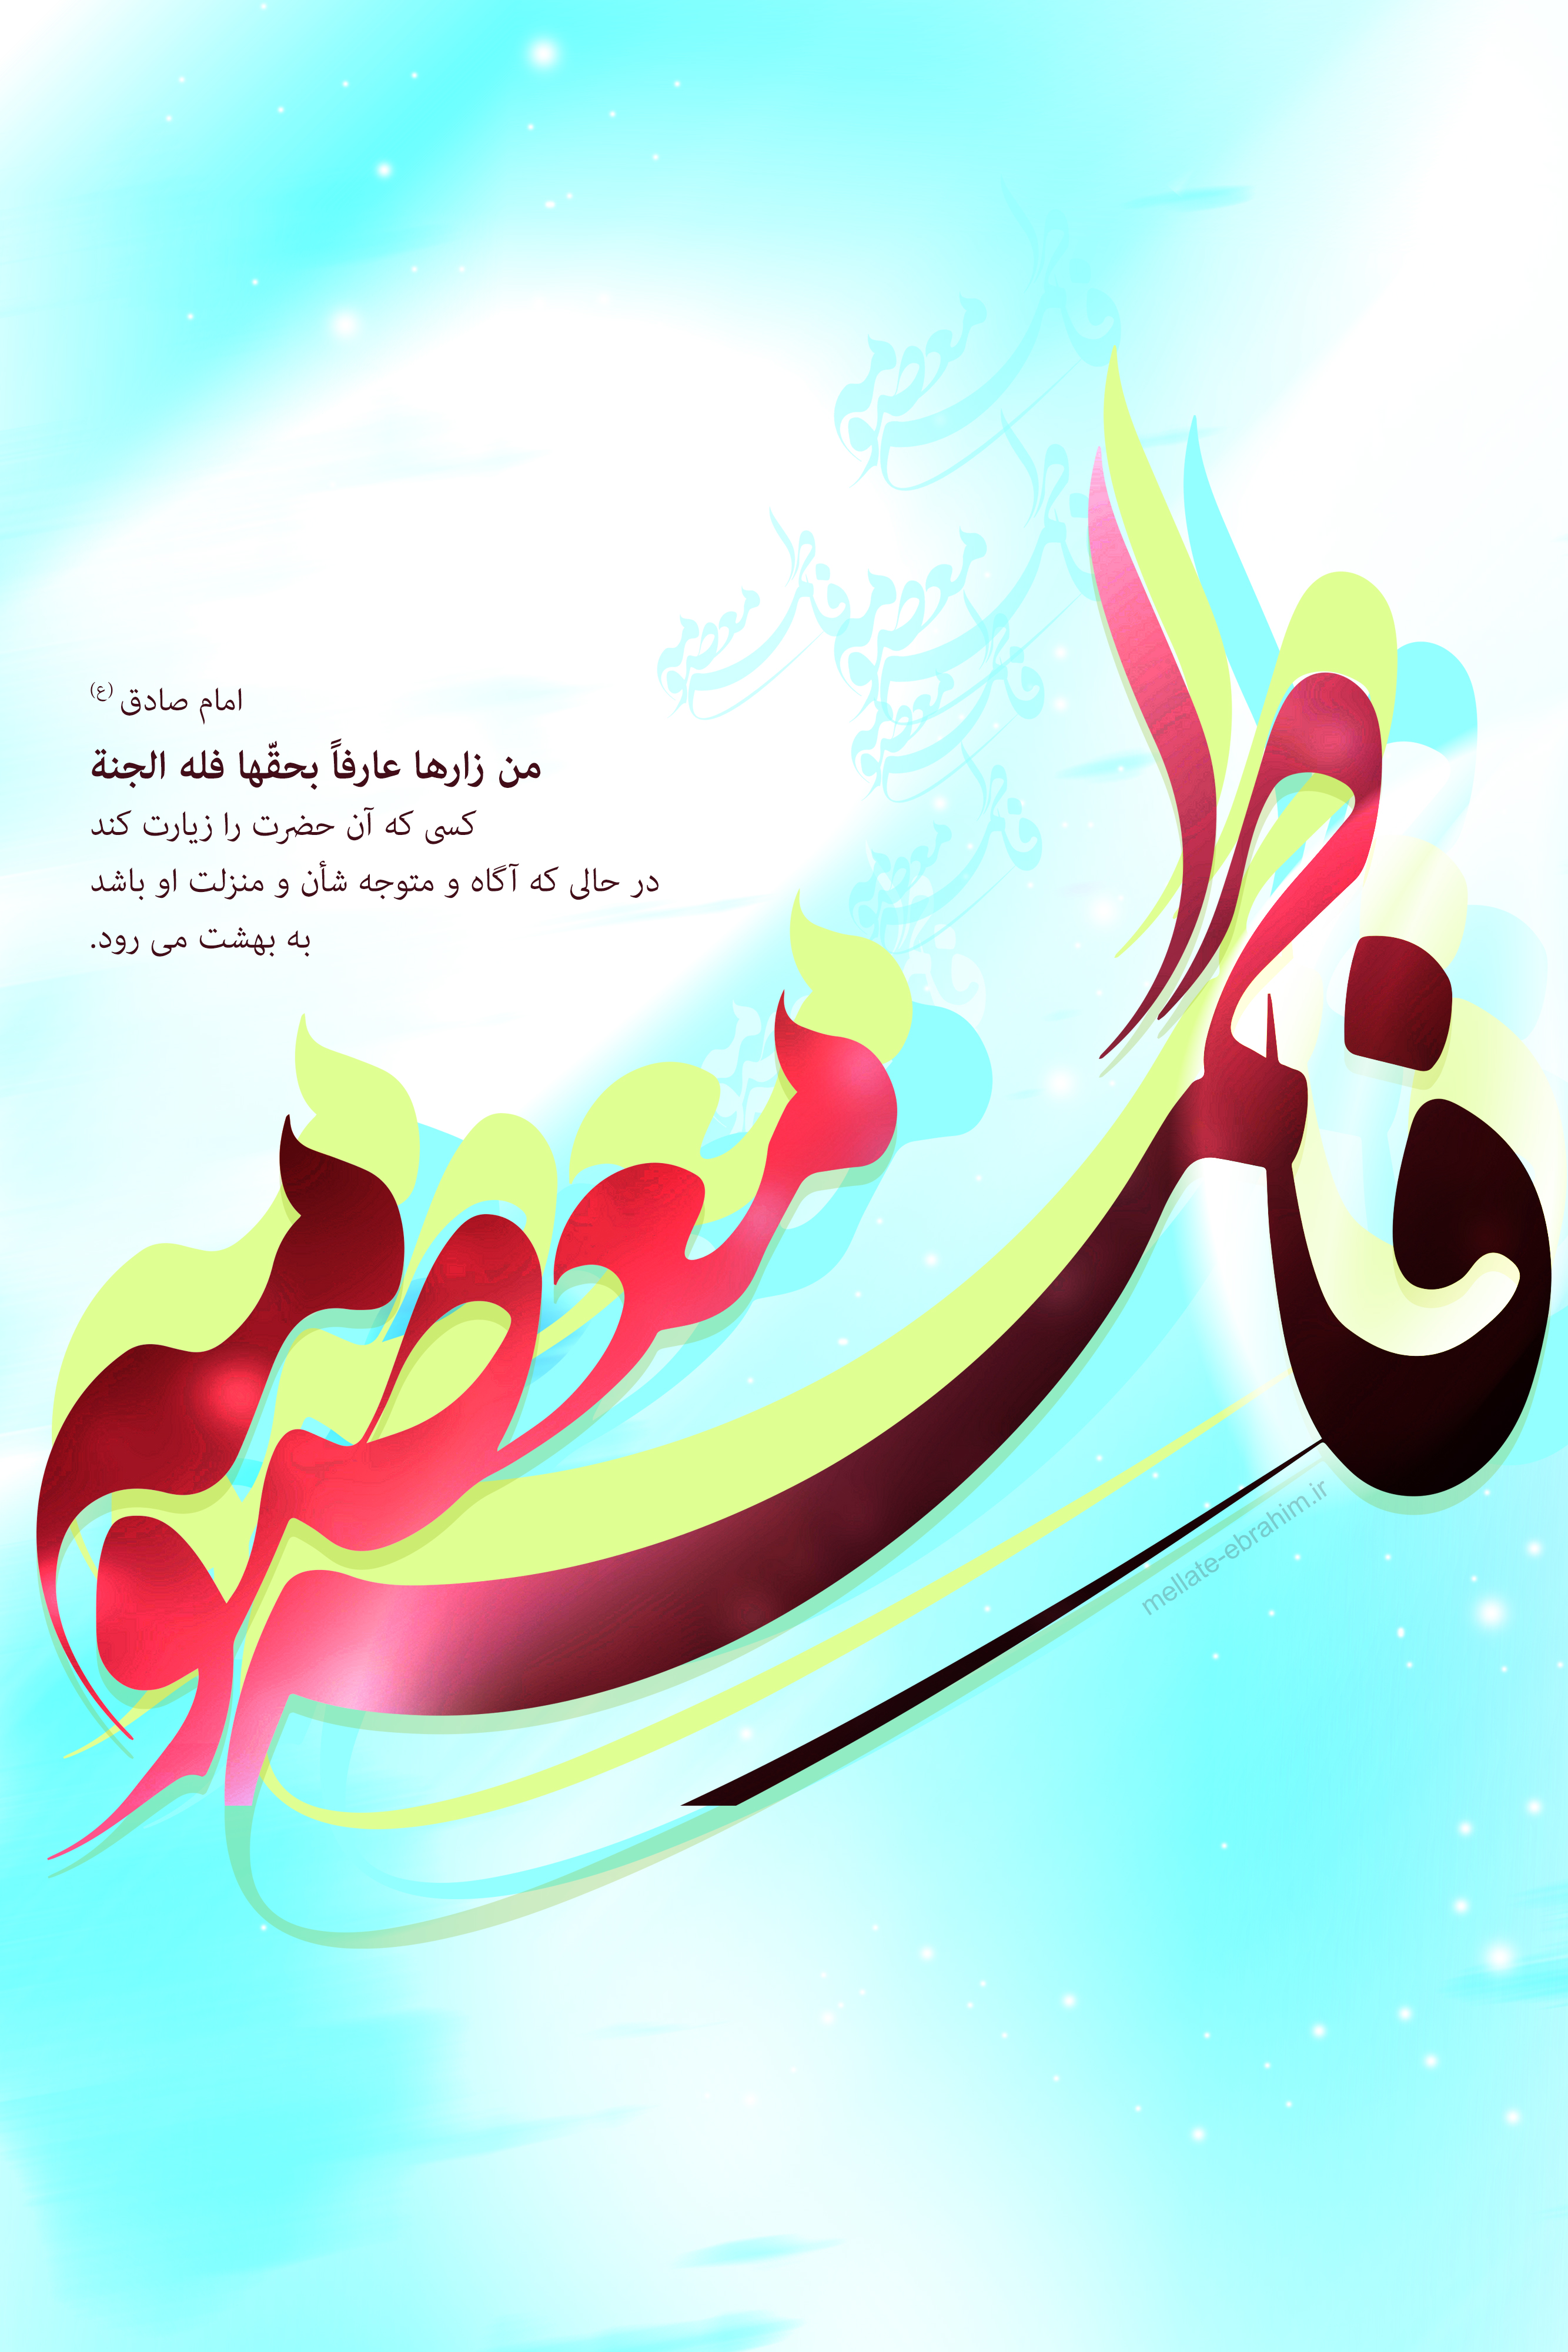 امام صادق (ع)
من زارها عارفاً بحقّها فله الجنة
کسی که آن حضرت را زیارت کند
در حالی که آگاه و متوجه شأن و منزلت او باشد
به بهشت می رود.
فاطمه معصومه
mellate-ebrahim.ir